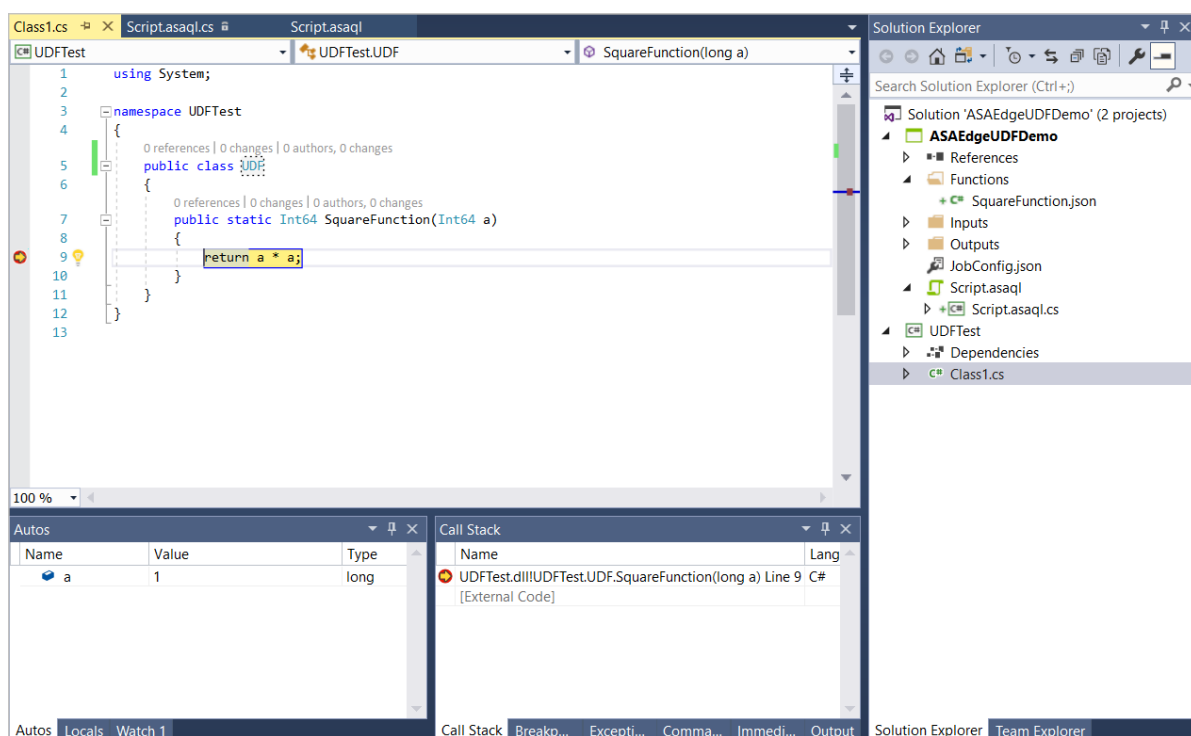 Class1.cs Script.asaql.cs Script.asaql
C# UDFTest UDFTest.UDF SquareFunction(long a)
1 using System;
2
3 namespace UDFTest
4 {
0 references | 0 changes | 0 authors, 0 changes
5 public class UDF
6 {
0 references | 0 changes | 0 authors, 0 changes
7 public static Int64 SquareFunction(Int64 a)
8 {
9 return a * a;
10 }
11 }
12 }
13
100 %
Autos
Name Value Type
a 1 long
Autos Locals Watch 1
Call Stack
Name Lang
UDFTest.dll!UDFTest.UDF.SquareFunction(long a) Line 9 C#
[External Code]
Call Stack Breakp... Excepti... Comma... Immedi... Output
Solution Explorer
Search Solution Explorer (Ctrl+;)
Solution 'ASAEdgeUDFDemo' (2 projects)
ASAEdgeUDFDemo
References
Functions
+ C# SquareFunction.json
Inputs
Outputs
JobConfig.json
Script.asaql
+ C# Script.asaql.cs
C# UDFTest
Dependencies
C# Class1.cs
Solution Explorer Team Explorer